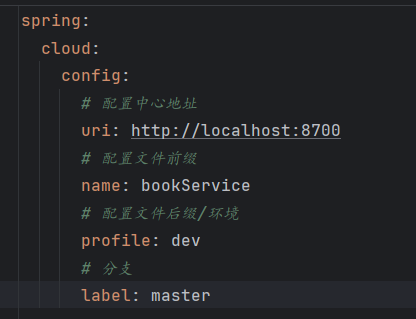 spring:
  cloud:
    config:
      # 配置中心地址
      uri: http://localhost:8700
      # 配置文件前缀
      name: bookService
      # 配置文件后缀/环境
      profile: dev
      # 分支
      label: master